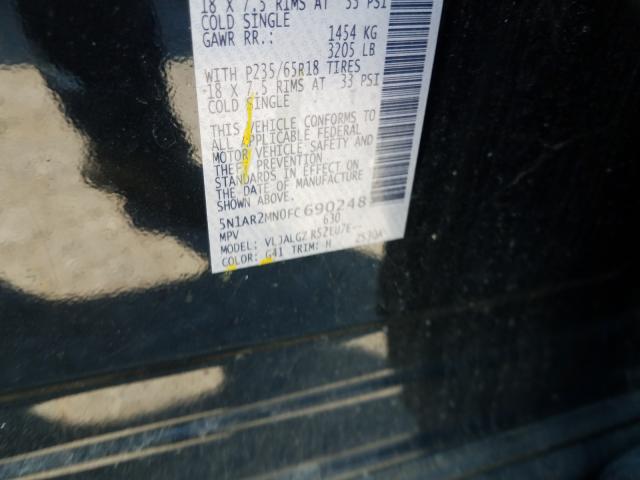 18 X 7.5 RIMS AT 33 PSI
COLD SINGLE
GAWR RR.: 1454 KG
3205 LB
WITH P235/65R18 TIRES
18 X 7.5 RIMS AT 33 PSI
COLD SINGLE
THIS VEHICLE CONFORMS TO
ALL APPLICABLE FEDERAL
MOTOR VEHICLE SAFETY AND
THEFT PREVENTION
STANDARDS IN EFFECT ON
THE DATE OF MANUFACTURE
SHOWN ABOVE.
5N1AR2MN0FC690248
MPV 630
MODEL:
COLOR: G41 TRIM: H